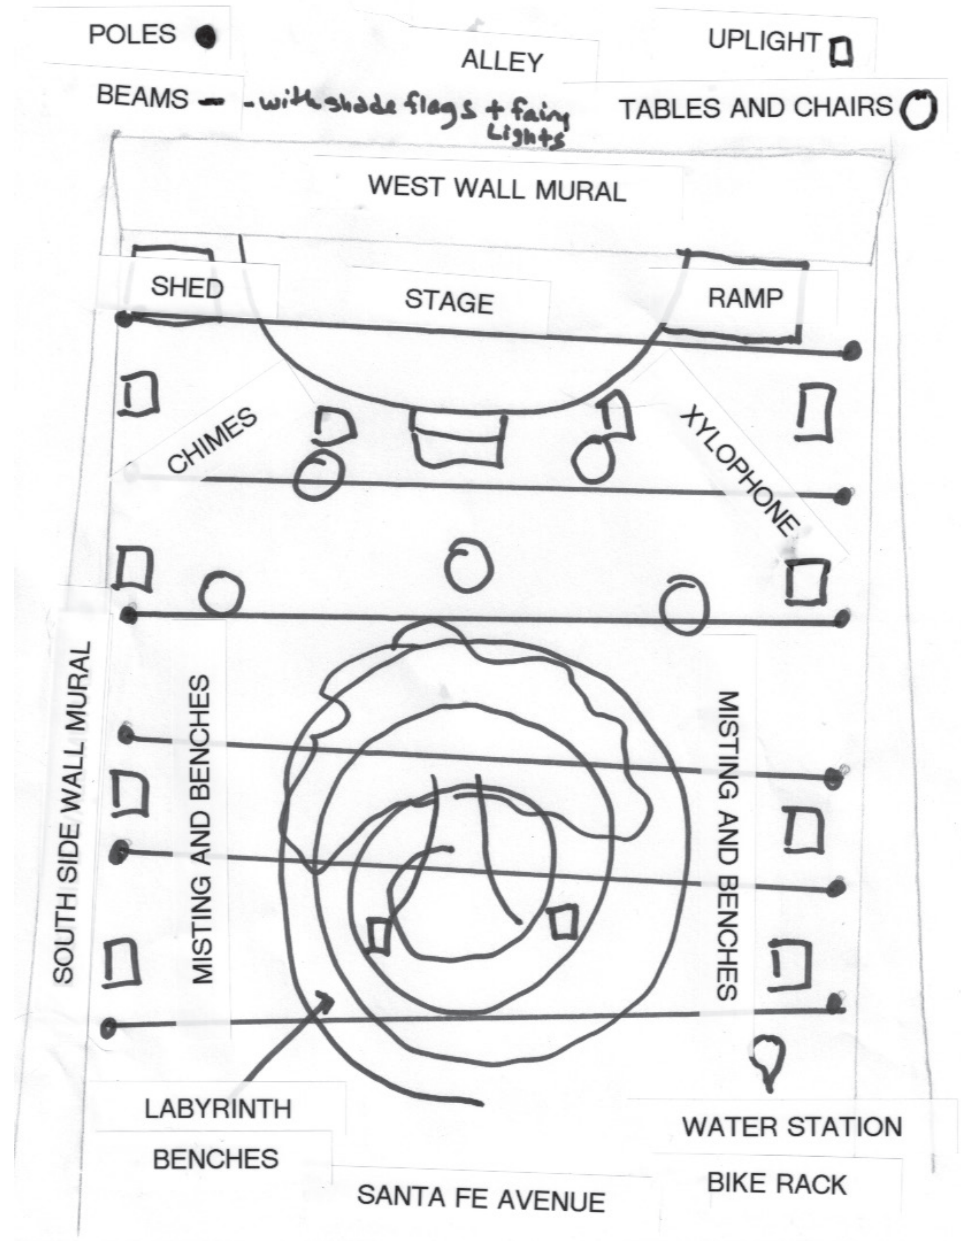 POLES
ALLEY
UPLIGHT
BEAMS - with shade flags + fairy
Lights
TABLES AND CHAIRS
WEST WALL MURAL
SHED
STAGE
RAMP
CHIMES
XYLOPHONE
SOUTH SIDE WALL MURAL
MISTING AND BENCHES
MISTING AND BENCHES
LABYRINTH
BENCHES
WATER STATION
BIKE RACK
SANTA FE AVENUE